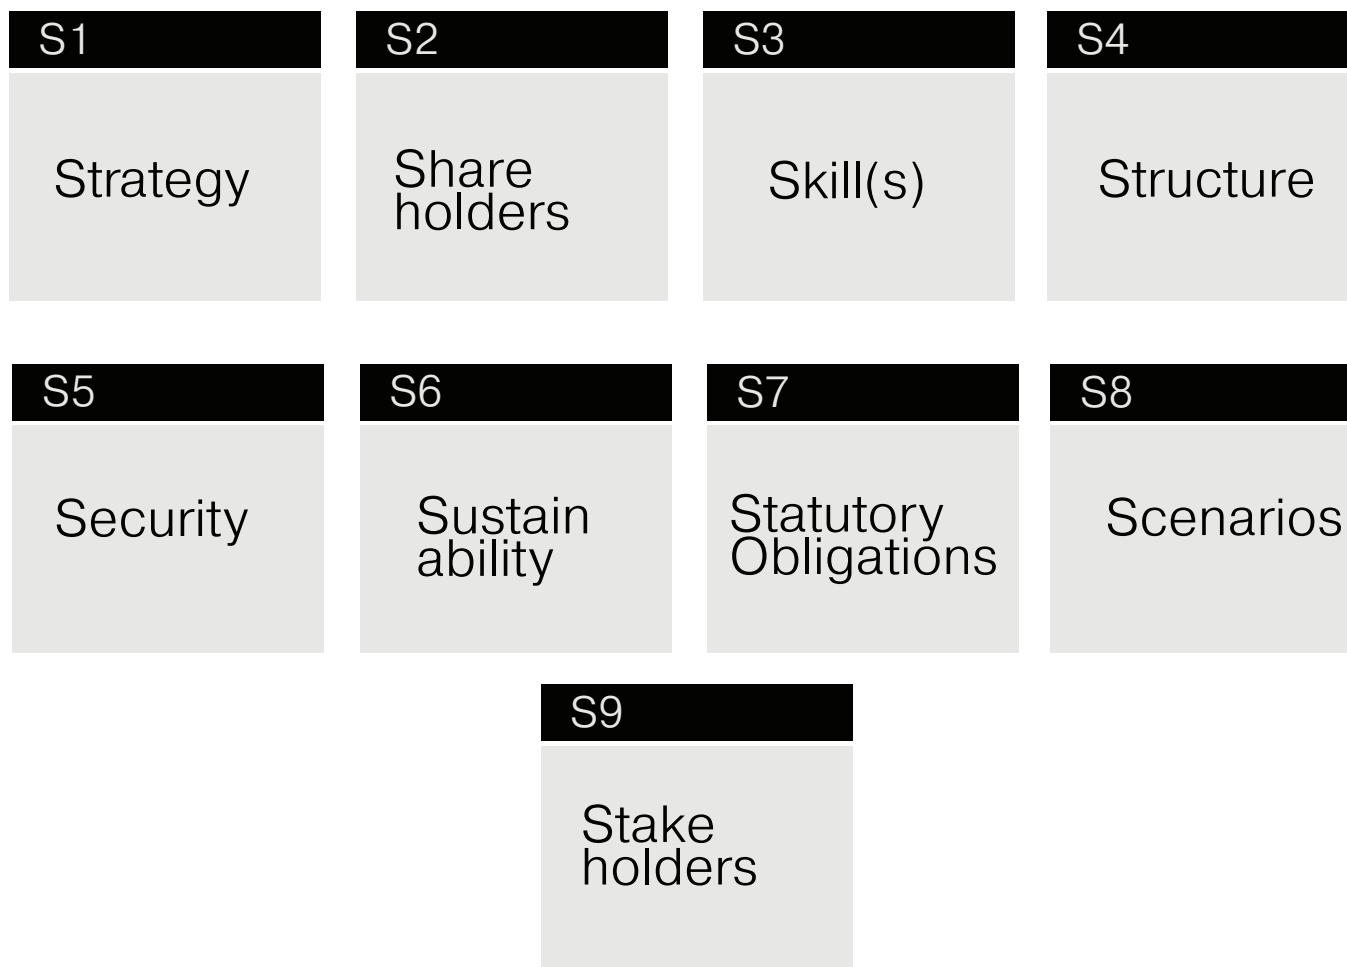 S1
S2
S3
S4
Strategy
Share
holders
Skill(s)
Structure
S5
S6
S7
S8
Security
Sustain
ability
Statutory
Obligations
Scenarios
S9
Stake
holders